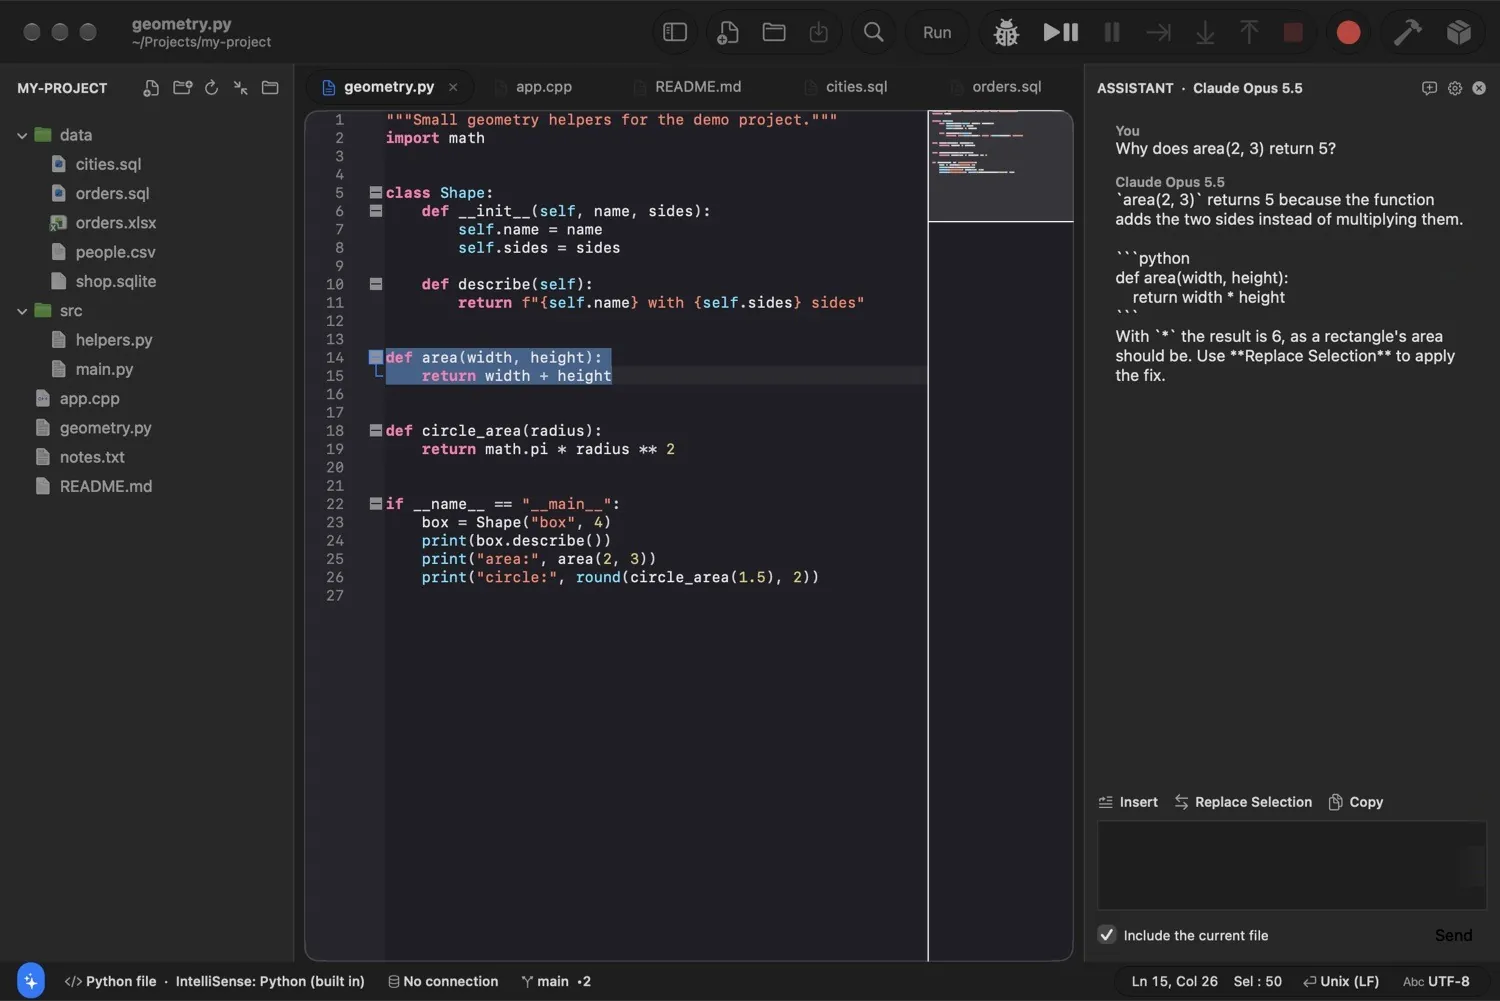 geometry.py
~/Projects/my-project
Run
MY-PROJECT
data
cities.sql
orders.sql
orders.xlsx
people.csv
shop.sqlite
src
helpers.py
main.py
app.cpp
geometry.py
notes.txt
README.md
geometry.py
app.cpp
README.md
cities.sql
orders.sql
1 """Small geometry helpers for the demo project."""
2 import math
3
4
5 class Shape:
6     def __init__(self, name, sides):
7         self.name = name
8         self.sides = sides
9
10     def describe(self):
11         return f"{self.name} with {self.sides} sides"
12
13
14 def area(width, height):
15     return width + height
16
17
18 def circle_area(radius):
19     return math.pi * radius ** 2
20
21
22 if __name__ == "__main__":
23     box = Shape("box", 4)
24     print(box.describe())
25     print("area:", area(2, 3))
26     print("circle:", round(circle_area(1.5), 2))
27
ASSISTANT · Claude Opus 5.5
You
Why does area(2, 3) return 5?
Claude Opus 5.5
`area(2, 3)` returns 5 because the function
adds the two sides instead of multiplying them.
```python
def area(width, height):
    return width * height
```
With `*` the result is 6, as a rectangle's area
should be. Use **Replace Selection** to apply
the fix.
Insert
Replace Selection
Copy
Include the current file
Send
</> Python file · IntelliSense: Python (built in)
No connection
main •2
Ln 15, Col 26
Sel : 50
Unix (LF)
Abc UTF-8